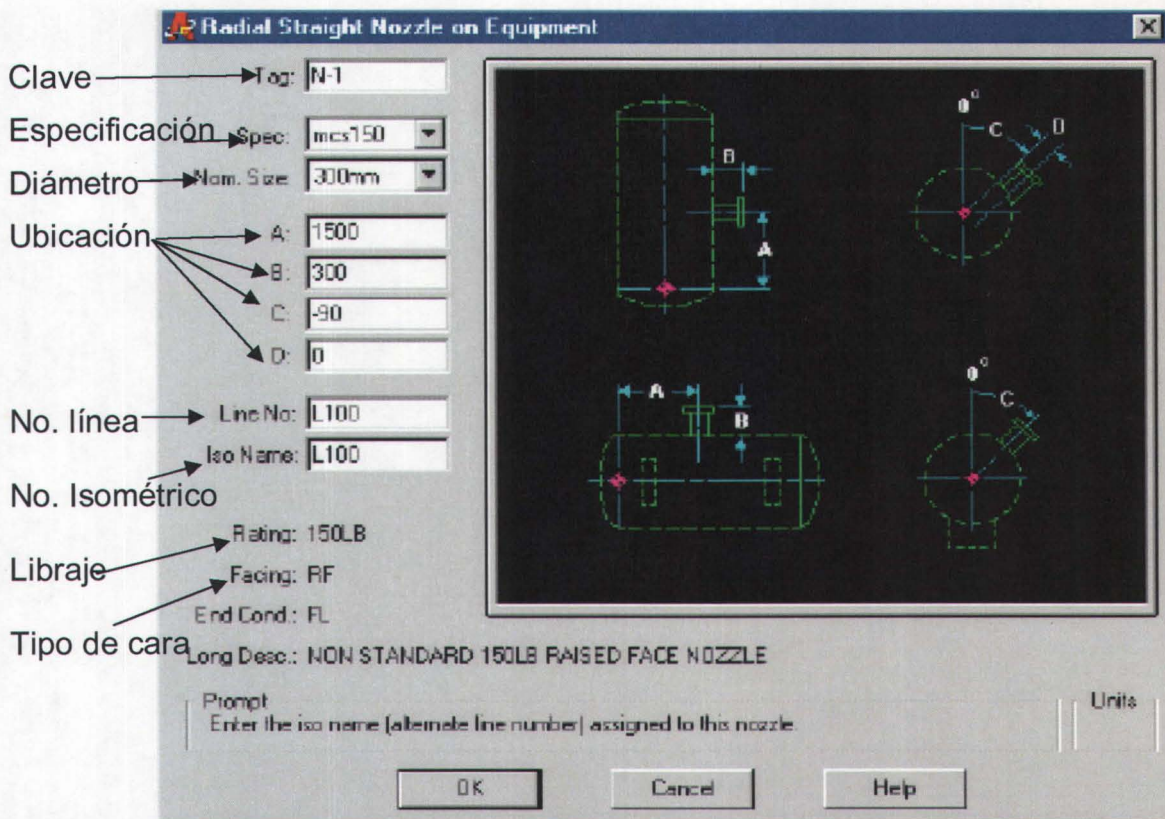 Radial Straight Nozzle on Equipment
Clave
Tag: N-1
Especificación
Spec: mcs150
Diámetro
Nom. Size: 300mm
Ubicación
A: 1500
B: 300
C: -90
D: 0
No. línea
Line No: L100
Iso Name: L100
No. Isométrico
Rating: 150LB
Libraje
Facing: RF
End Cond.: FL
Tipo de cara
Long Desc.: NON STANDARD 150LB RAISED FACE NOZZLE
Prompt
Enter the iso name (alternate line number) assigned to this nozzle.
Units
OK
Cancel
Help
B
A
0°
C
D
A
B
0°
C